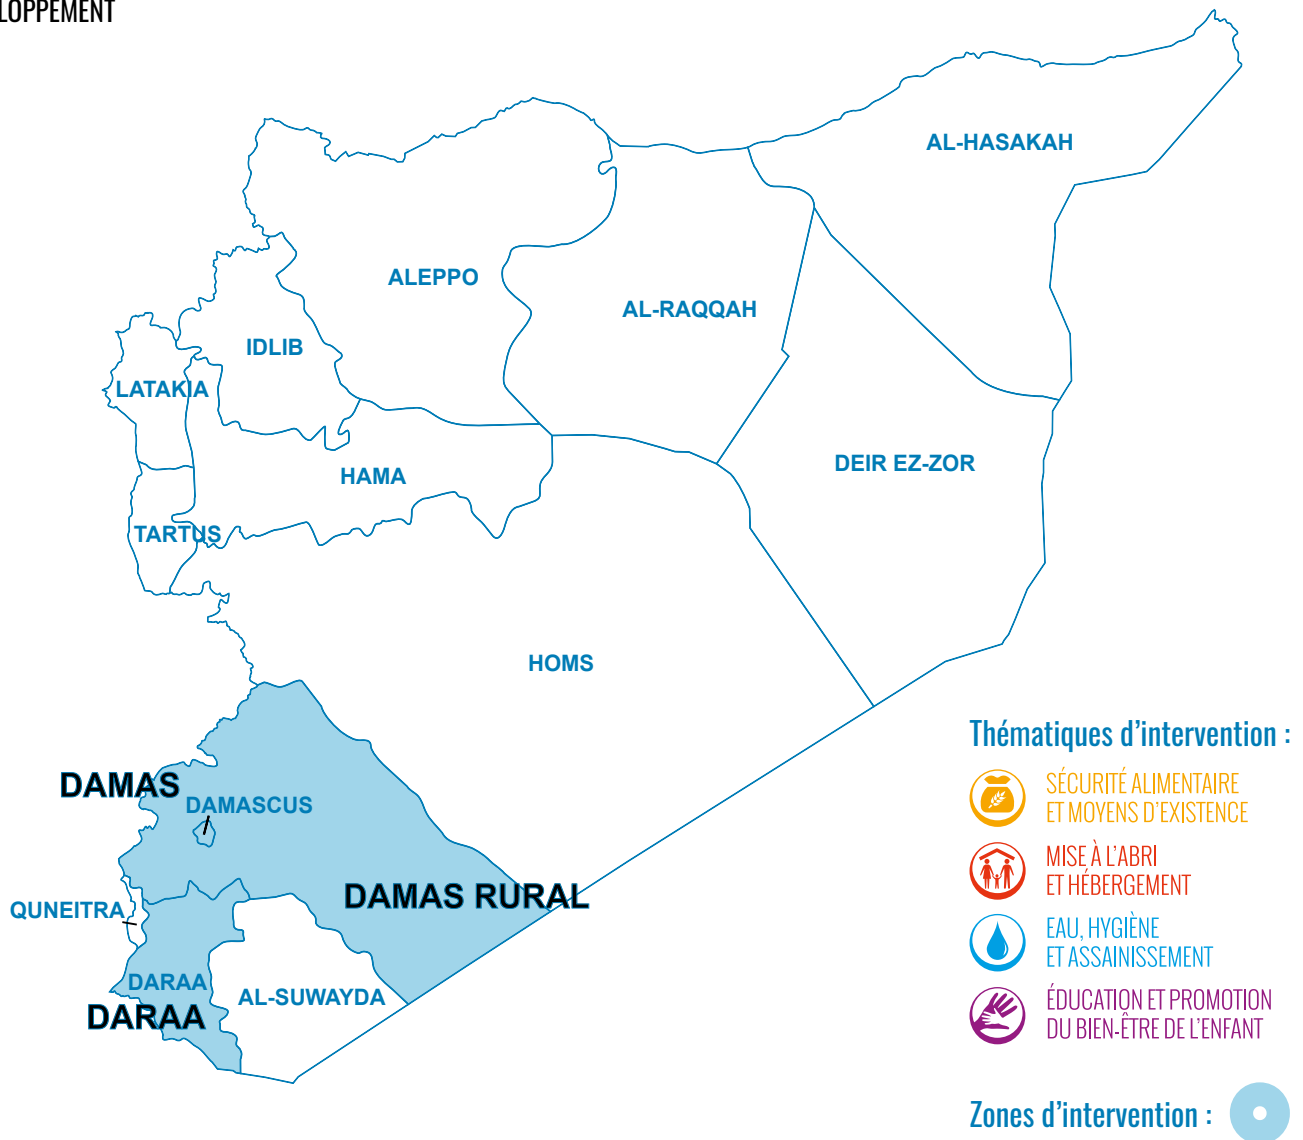 LOPPEMENT
AL-HASAKAH
ALEPPO
AL-RAQQAH
IDLIB
LATAKIA
DEIR EZ-ZOR
HAMA
TARTUS
HOMS
DAMAS
DAMASCUS
DAMAS RURAL
QUNEITRA
DARAA
AL-SUWAYDA
DARAA
Thématiques d’intervention :
SÉCURITÉ ALIMENTAIRE
ET MOYENS D’EXISTENCE
MISE À L’ABRI
ET HÉBERGEMENT
EAU, HYGIÈNE
ET ASSAINISSEMENT
ÉDUCATION ET PROMOTION
DU BIEN-ÊTRE DE L’ENFANT
Zones d’intervention :